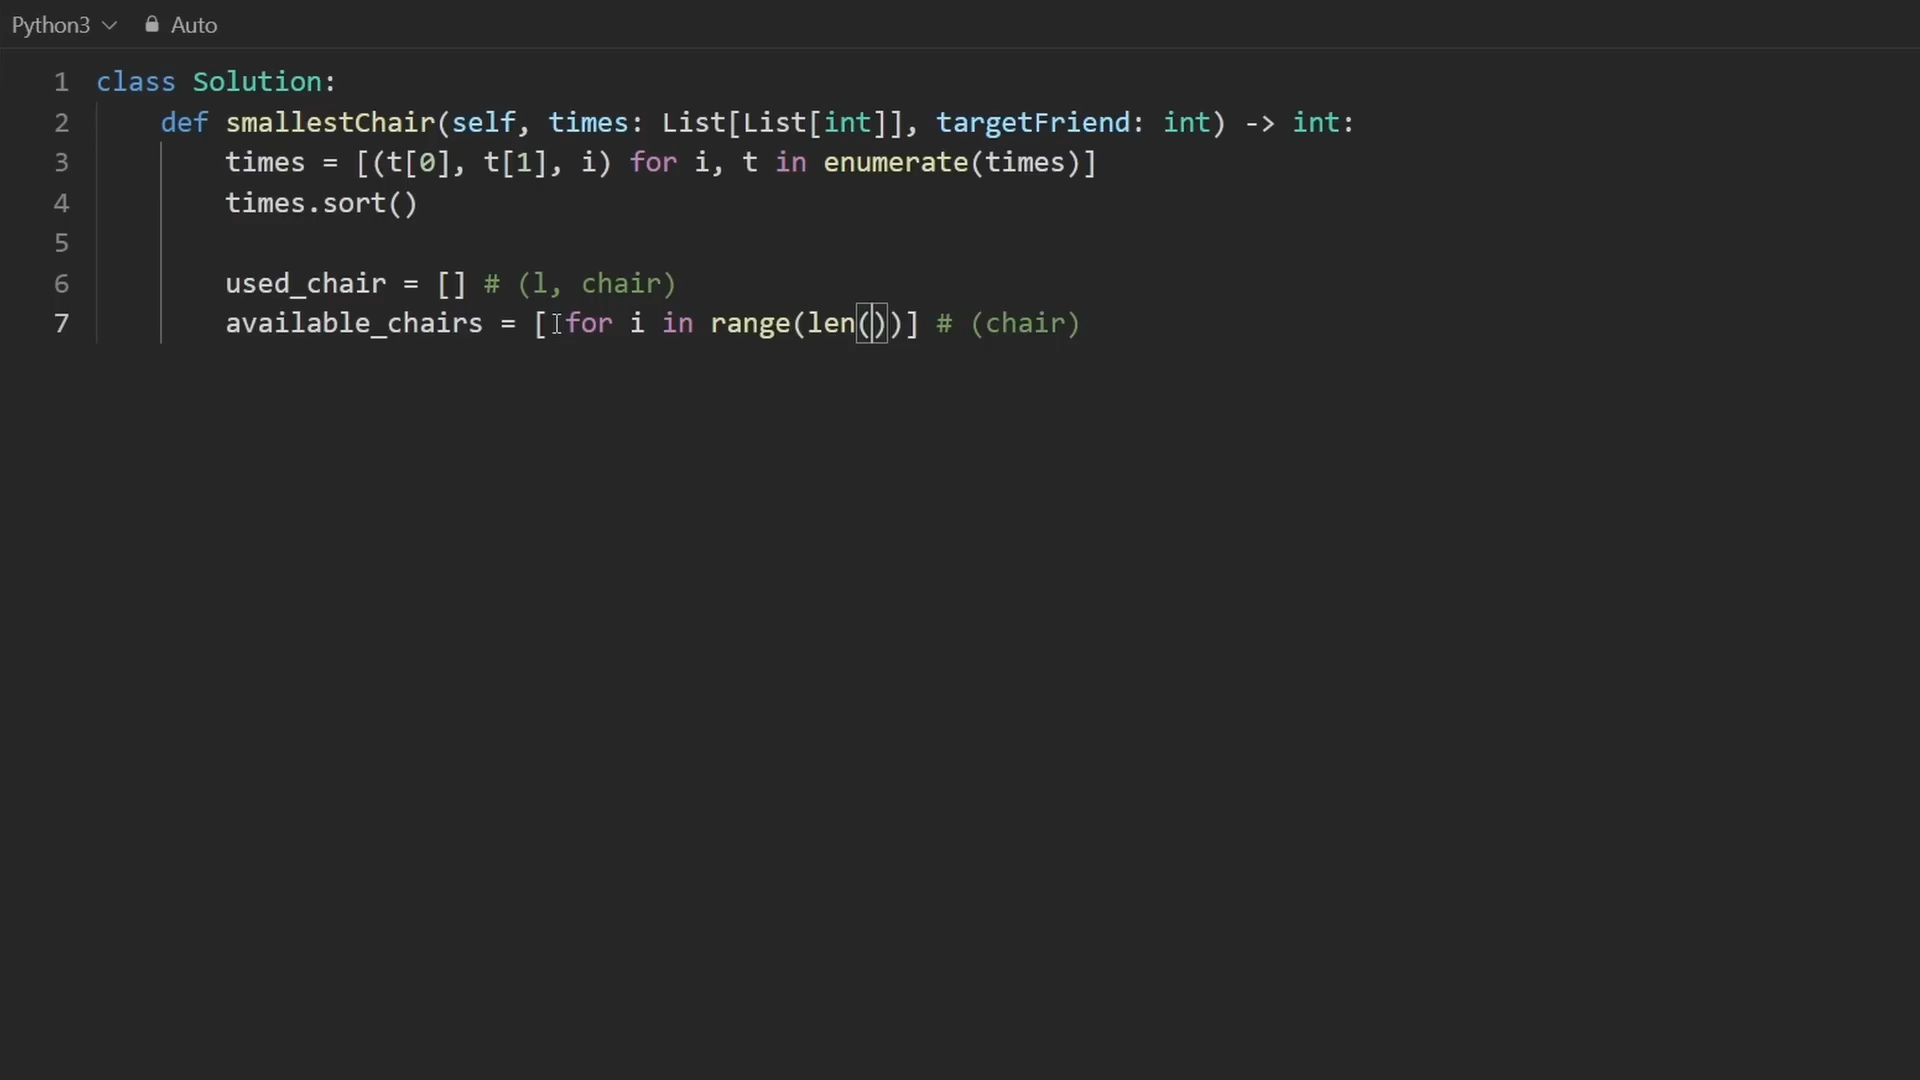 Python3 Auto
1 class Solution:
2 def smallestChair(self, times: List[List[int]], targetFriend: int) -> int:
3 times = [(t[0], t[1], i) for i, t in enumerate(times)]
4 times.sort()
5
6 used_chair = [] # (l, chair)
7 available_chairs = [ for i in range(len())] # (chair)